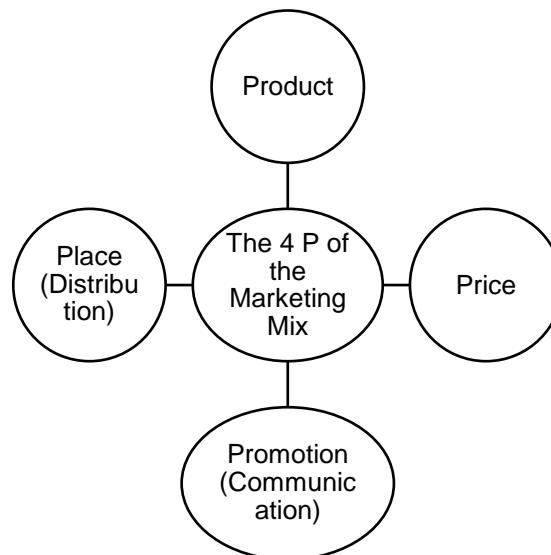 Product
Place
(Distribu
tion)
The 4 P of
the
Marketing
Mix
Price
Promotion
(Communic
ation)